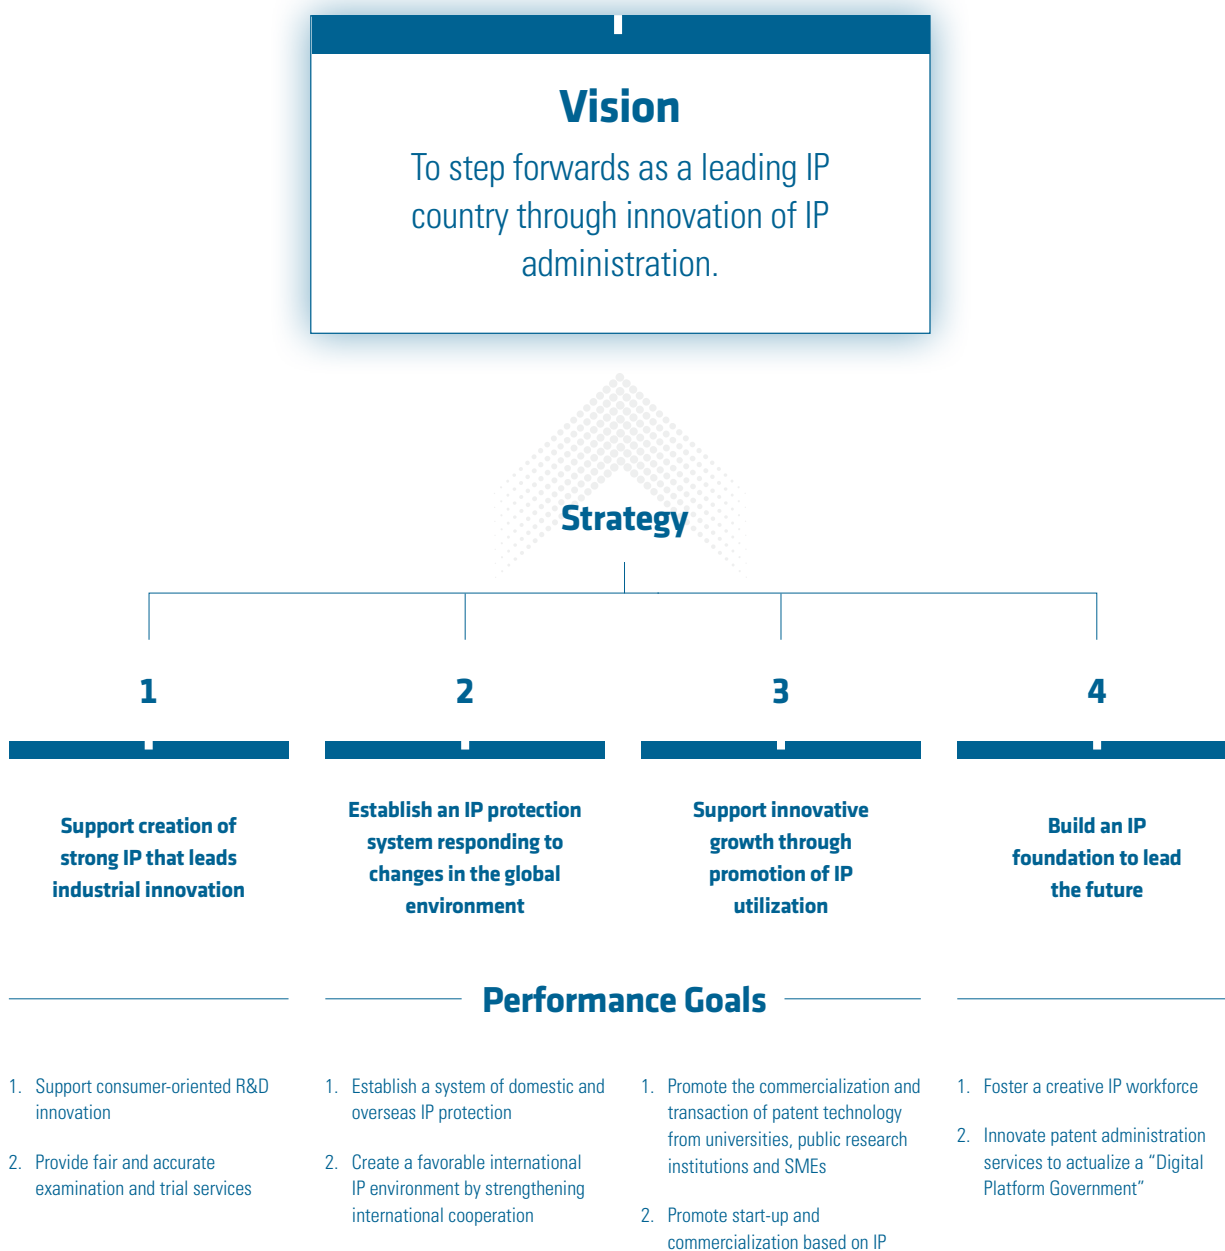 Vision
To step forwards as a leading IP
country through innovation of IP
administration.
Strategy
1
Support creation of
strong IP that leads
industrial innovation
2
Establish an IP protection
system responding to
changes in the global
environment
3
Support innovative
growth through
promotion of IP
utilization
4
Build an IP
foundation to lead
the future
Performance Goals
1. Support consumer-oriented R&D
innovation
2. Provide fair and accurate
examination and trial services
1. Establish a system of domestic and
overseas IP protection
2. Create a favorable international
IP environment by strengthening
international cooperation
1. Promote the commercialization and
transaction of patent technology
from universities, public research
institutions and SMEs
2. Promote start-up and
commercialization based on IP
1. Foster a creative IP workforce
2. Innovate patent administration
services to actualize a “Digital
Platform Government”